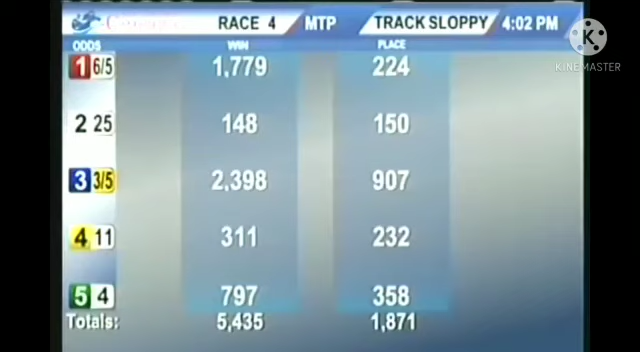 RACE 4 MTP TRACK SLOPPY 4:02 PM
ODDS WIN PLACE
1 6/5 1,779 224
2 25 148 150
3 3/5 2,398 907
4 11 311 232
5 4 797 358
Totals: 5,435 1,871
K
KINEMASTER